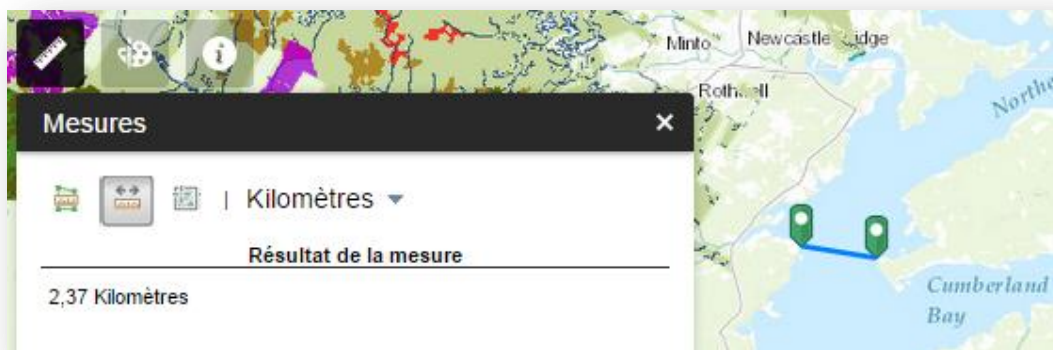 Minto
Newcastle
Mesures
Kilomètres
Résultat de la mesure
2,37 Kilomètres
Cumberland
Bay